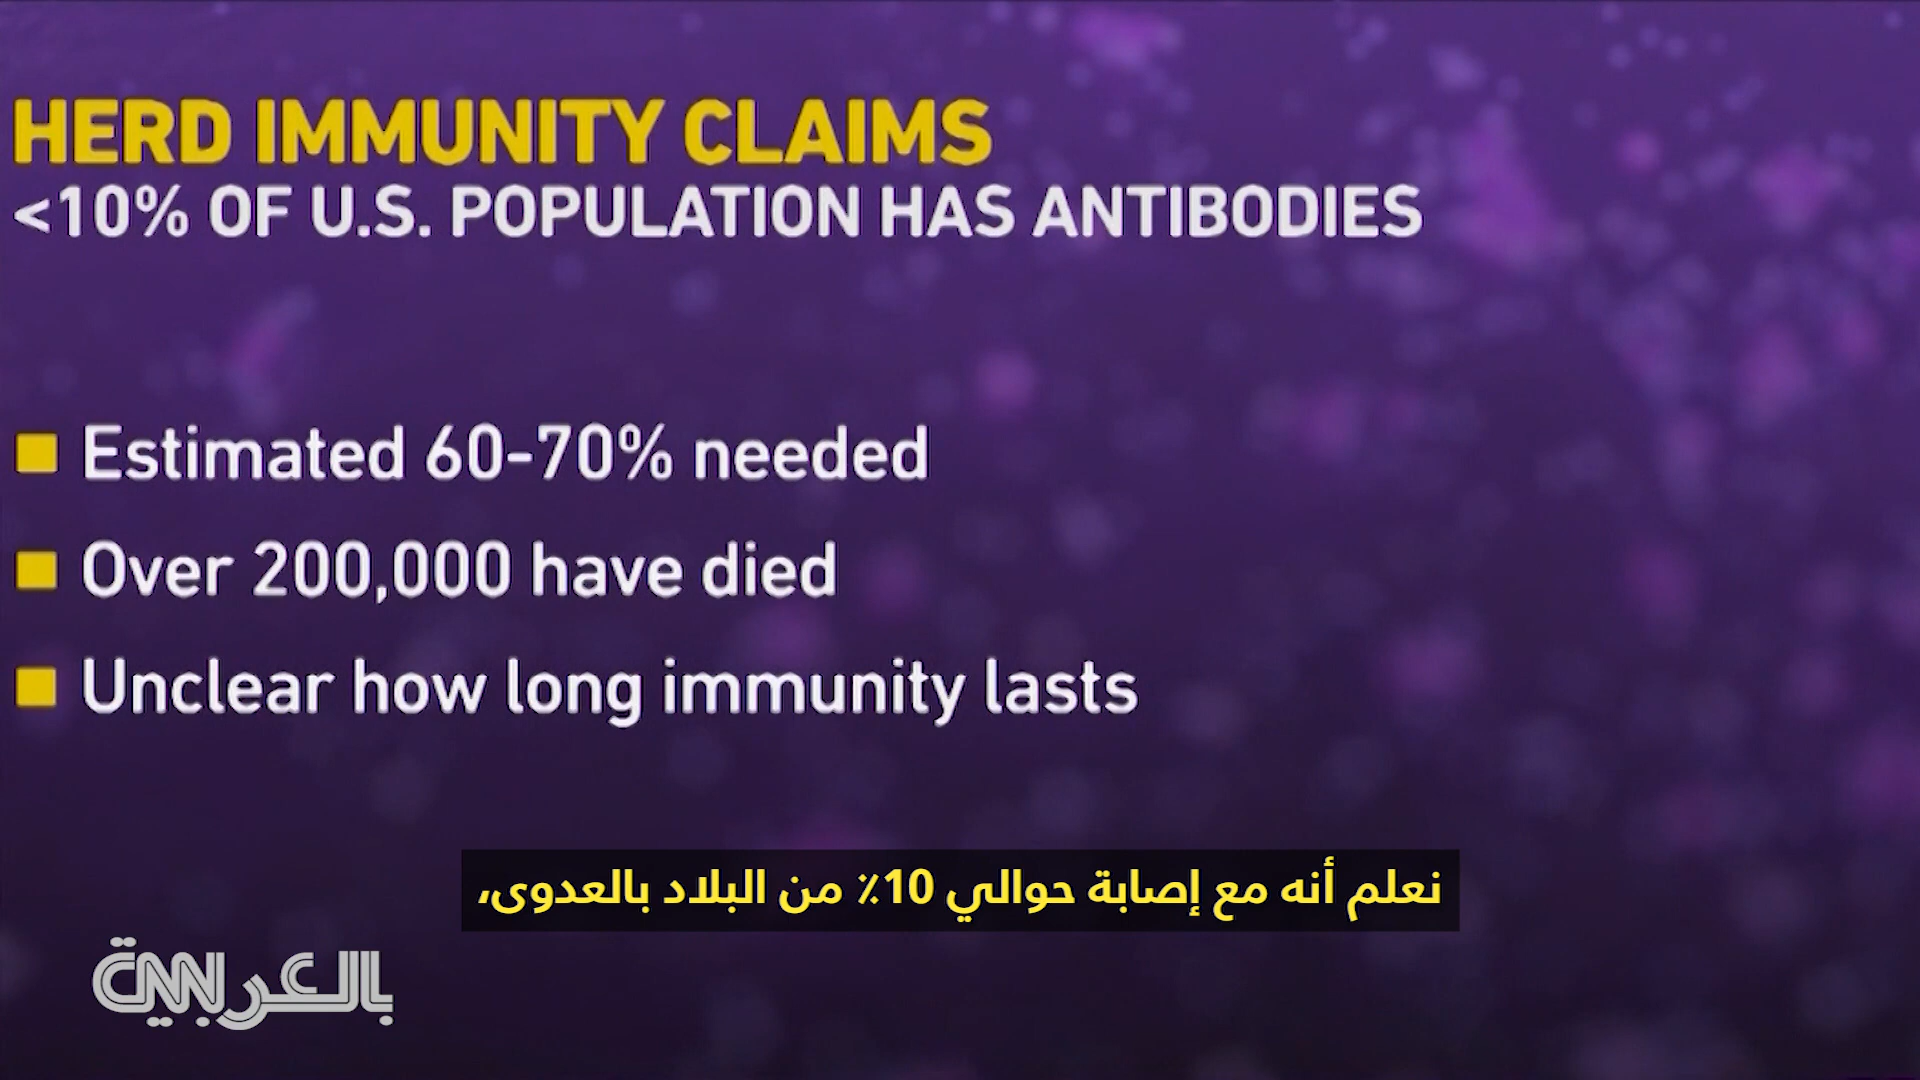 HERD IMMUNITY CLAIMS
<10% OF U.S. POPULATION HAS ANTIBODIES
Estimated 60-70% needed
Over 200,000 have died
Unclear how long immunity lasts
نعلم أنه مع إصابة حوالي 10٪ من البلاد بالعدوى،
CNN بالعربية